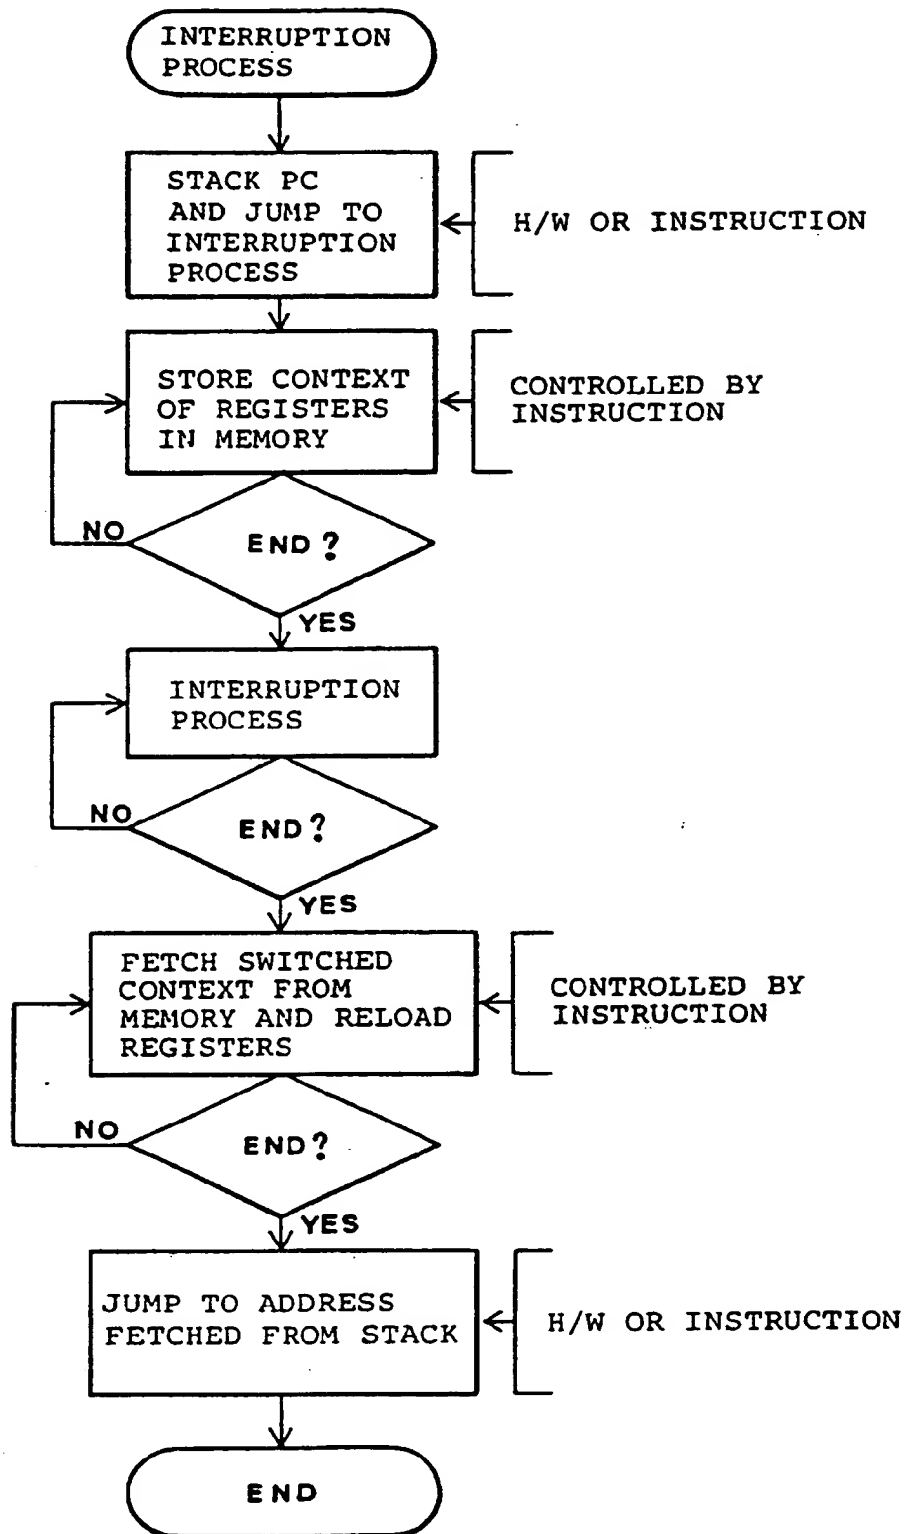 INTERRUPTION
PROCESS
STACK PC
AND JUMP TO
INTERRUPTION
PROCESS
H/W OR INSTRUCTION
STORE CONTEXT
OF REGISTERS
IN MEMORY
CONTROLLED BY
INSTRUCTION
NO
END?
YES
INTERRUPTION
PROCESS
NO
END?
YES
FETCH SWITCHED
CONTEXT FROM
MEMORY AND RELOAD
REGISTERS
CONTROLLED BY
INSTRUCTION
NO
END?
YES
JUMP TO ADDRESS
FETCHED FROM STACK
H/W OR INSTRUCTION
END